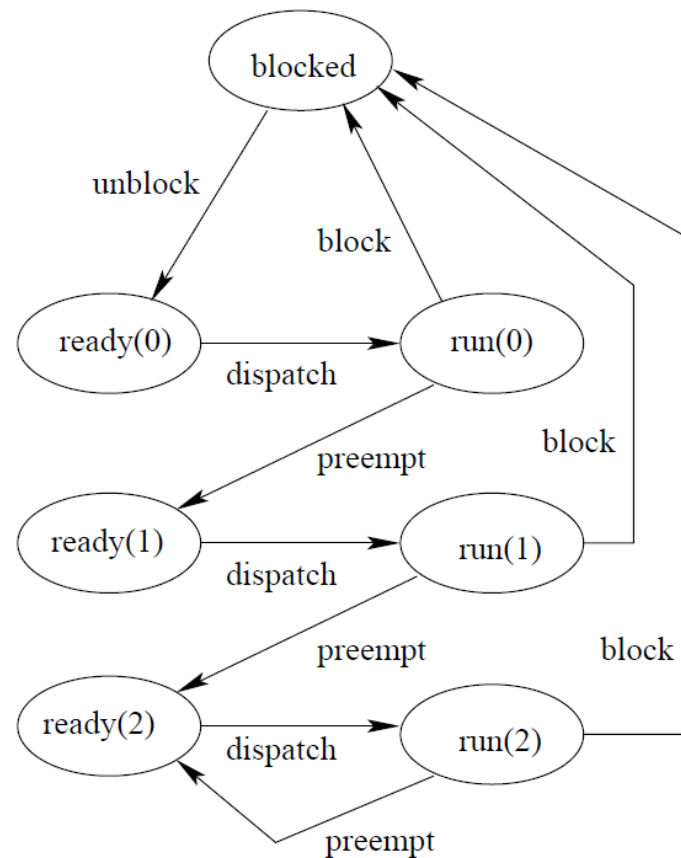 blocked
unblock
block
ready(0)
run(0)
dispatch
preempt
block
ready(1)
run(1)
dispatch
preempt
block
ready(2)
run(2)
dispatch
preempt